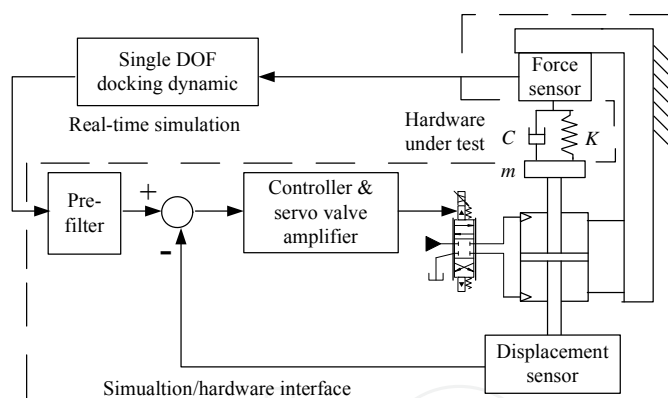 Single DOF
docking dynamic
Force
sensor
Real-time simulation
Hardware
under test
C
K
m
Pre-
filter
+
-
Controller &
servo valve
amplifier
Displacement
sensor
Simualtion/hardware interface